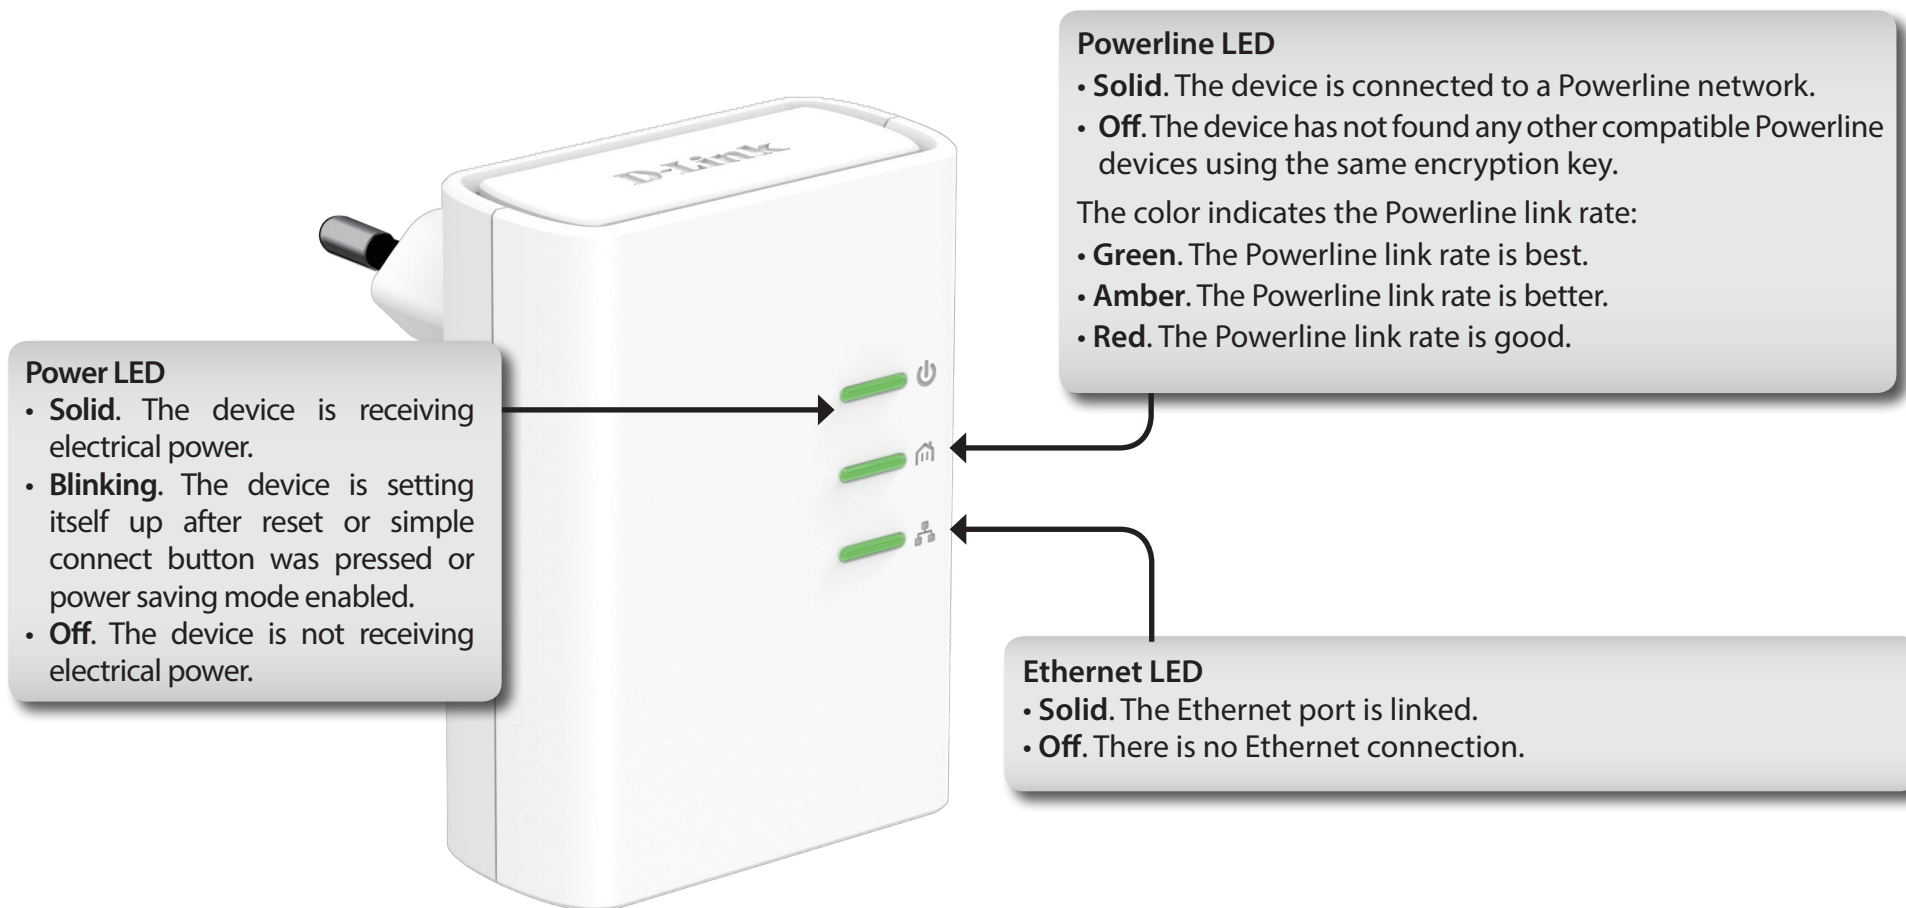 D-Link
Powerline LED
• Solid. The device is connected to a Powerline network.
• Off. The device has not found any other compatible Powerline
devices using the same encryption key.
The color indicates the Powerline link rate:
• Green. The Powerline link rate is best.
• Amber. The Powerline link rate is better.
• Red. The Powerline link rate is good.
Power LED
• Solid. The device is receiving
electrical power.
• Blinking. The device is setting
itself up after reset or simple
connect button was pressed or
power saving mode enabled.
• Off. The device is not receiving
electrical power.
Ethernet LED
• Solid. The Ethernet port is linked.
• Off. There is no Ethernet connection.